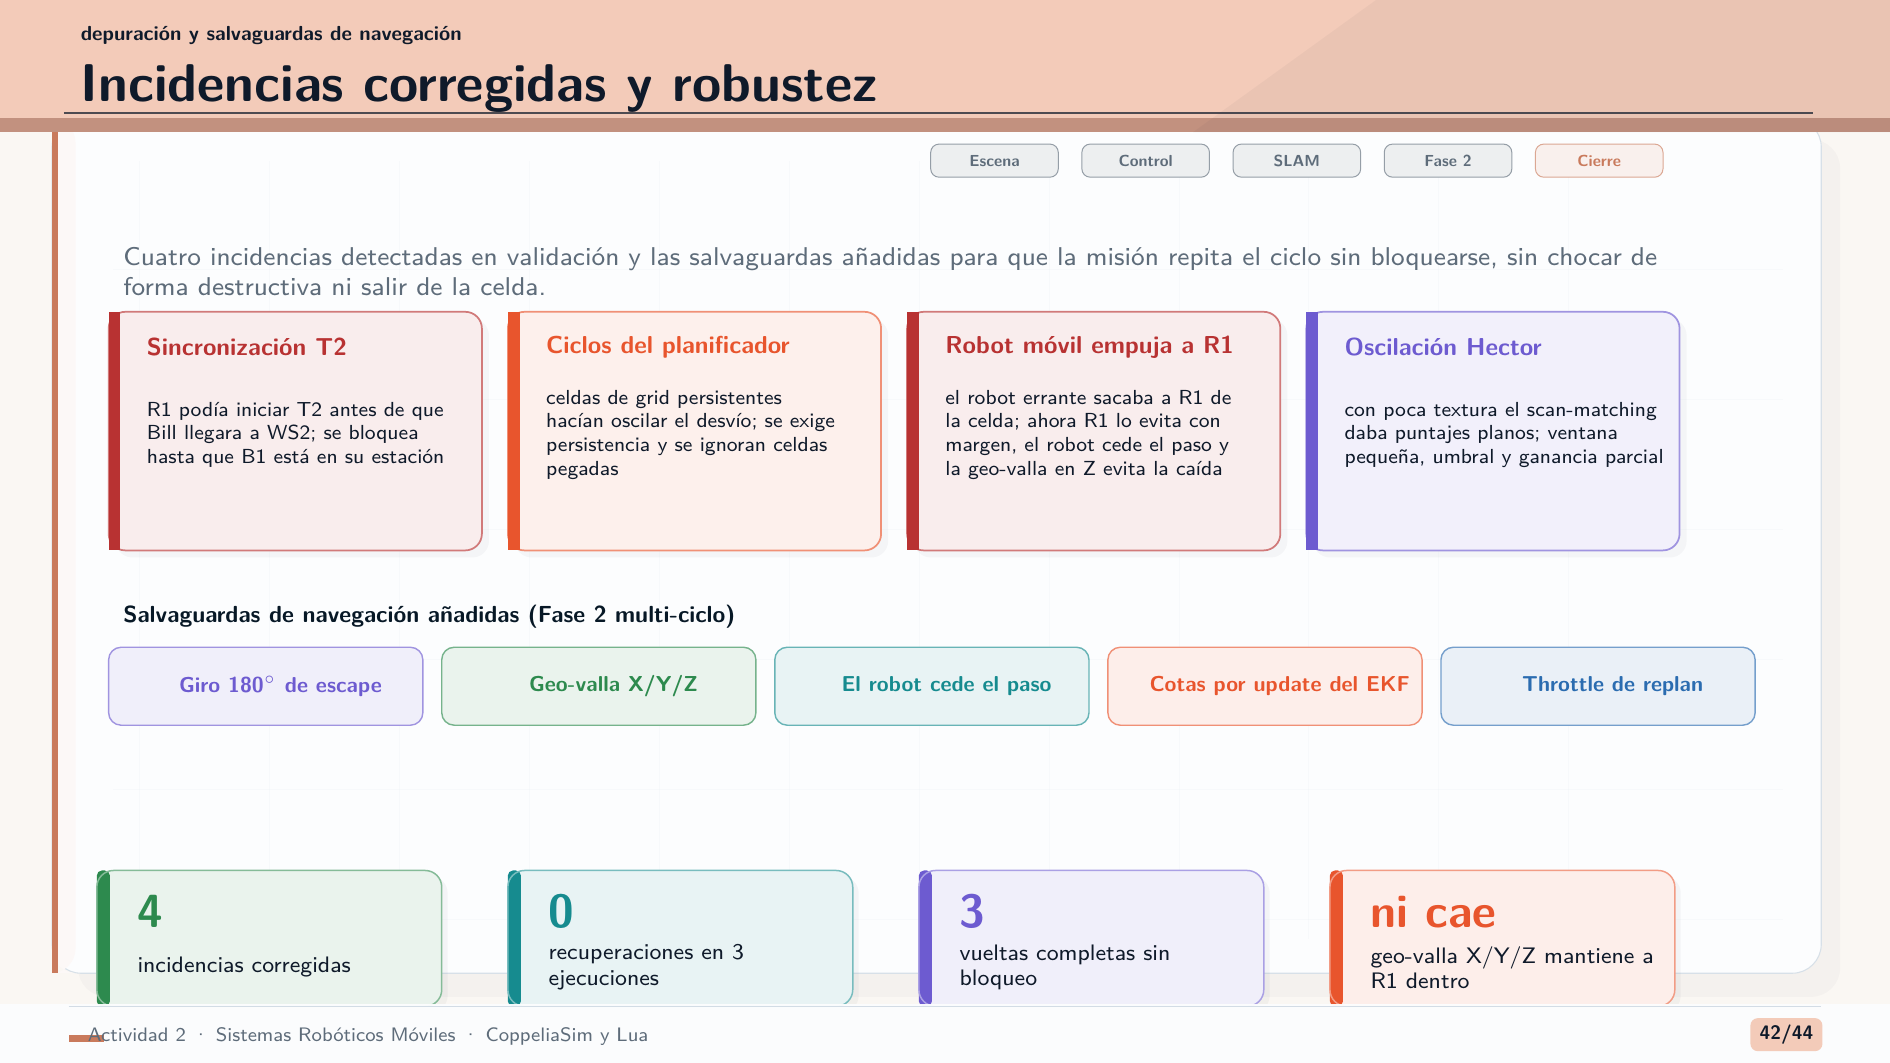 depuración y salvaguardas de navegación
Incidencias corregidas y robustez
Escena
Control
SLAM
Fase 2
Cierre
Cuatro incidencias detectadas en validación y las salvaguardas añadidas para que la misión repita el ciclo sin bloquearse, sin chocar de
forma destructiva ni salir de la celda.
Sincronización T2
R1 podía iniciar T2 antes de que
Bill llegara a WS2; se bloquea
hasta que B1 está en su estación
Ciclos del planificador
celdas de grid persistentes
hacían oscilar el desvío; se exige
persistencia y se ignoran celdas
pegadas
Robot móvil empuja a R1
el robot errante sacaba a R1 de
la celda; ahora R1 lo evita con
margen, el robot cede el paso y
la geo-valla en Z evita la caída
Oscilación Hector
con poca textura el scan-matching
daba puntajes planos; ventana
pequeña, umbral y ganancia parcial
Salvaguardas de navegación añadidas (Fase 2 multi-ciclo)
Giro 180° de escape
Geo-valla X/Y/Z
El robot cede el paso
Cotas por update del EKF
Throttle de replan
4
incidencias corregidas
0
recuperaciones en 3
ejecuciones
3
vueltas completas sin
bloqueo
ni cae
geo-valla X/Y/Z mantiene a
R1 dentro
Actividad 2 · Sistemas Robóticos Móviles · CoppeliaSim y Lua
42/44